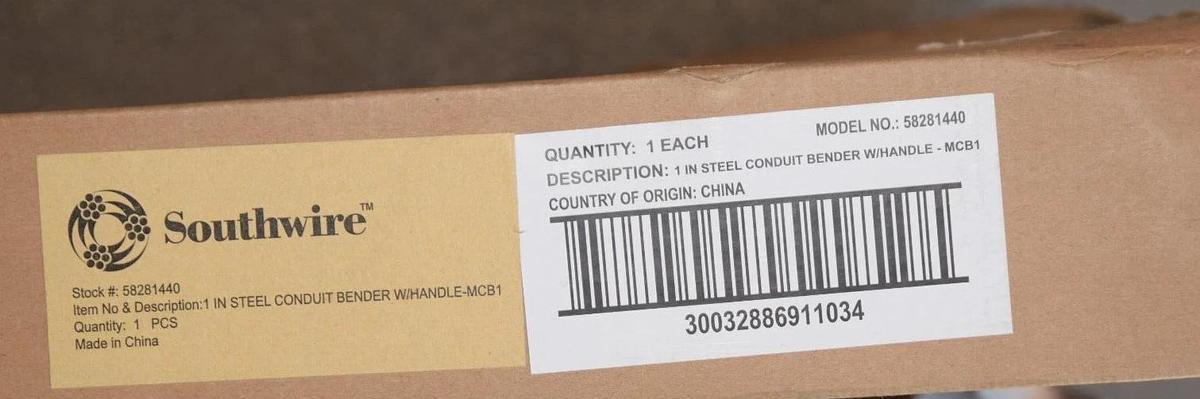 Southwire™
Stock #: 58281440
Item No & Description:1 IN STEEL CONDUIT BENDER W/HANDLE-MCB1
Quantity: 1 PCS
Made in China
MODEL NO.: 58281440
QUANTITY: 1 EACH
DESCRIPTION: 1 IN STEEL CONDUIT BENDER W/HANDLE - MCB1
COUNTRY OF ORIGIN: CHINA
30032886911034